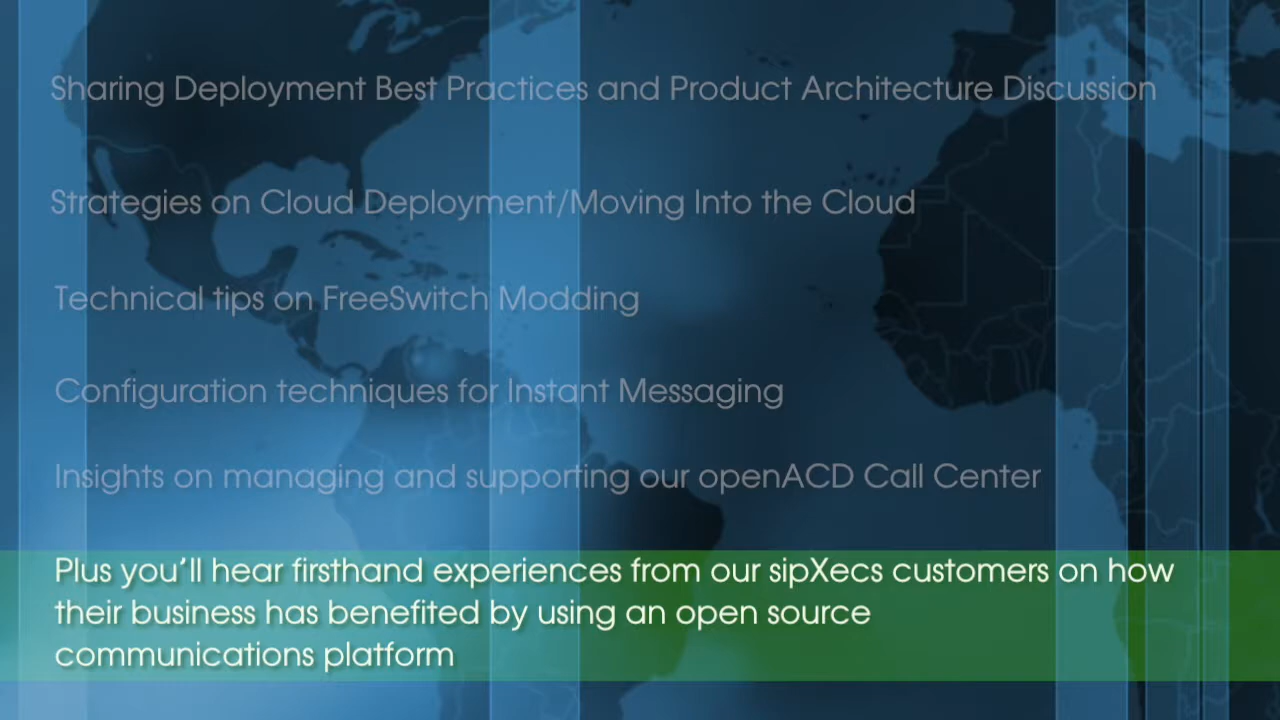 Sharing Deployment Best Practices and Product Architecture Discussion
Strategies on Cloud Deployment/Moving Into the Cloud
Technical tips on FreeSwitch Modding
Configuration techniques for Instant Messaging
Insights on managing and supporting our openACD Call Center
Plus you'll hear firsthand experiences from our sipXecs customers on how
their business has benefited by using an open source
communications platform